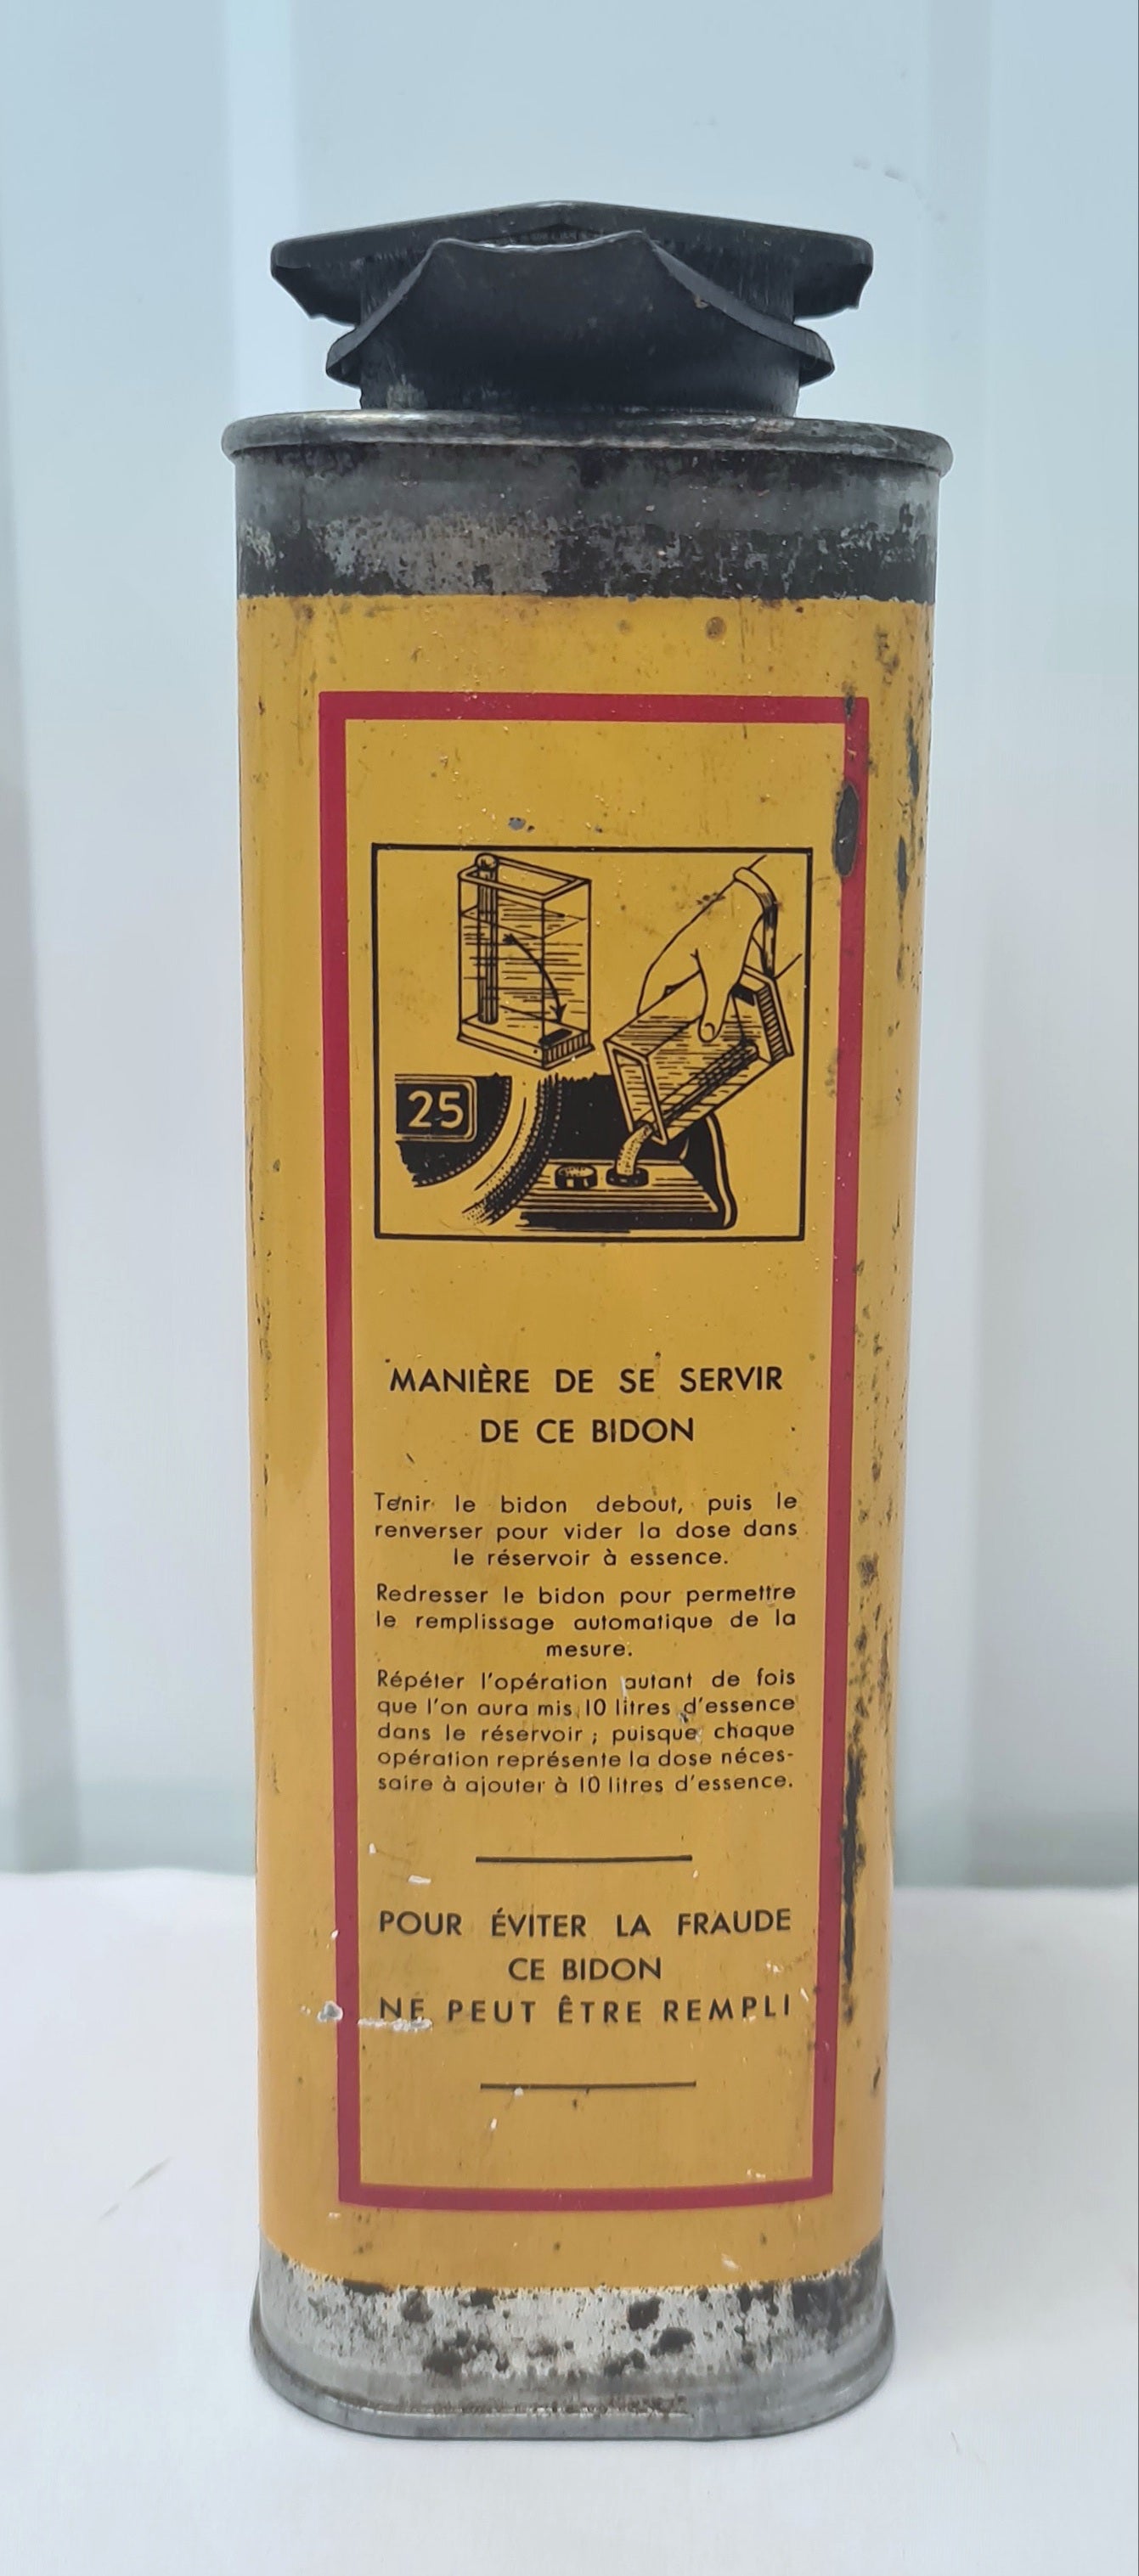 25
MANIÈRE DE SE SERVIR
DE CE BIDON
Tenir le bidon debout, puis le
renverser pour vider la dose dans
le réservoir à essence.
Redresser le bidon pour permettre
le remplissage automatique de la
mesure.
Répéter l'opération autant de fois
que l'on aura mis 10 litres d'essence
dans le réservoir ; puisque chaque
opération représente la dose néces-
saire à ajouter à 10 litres d'essence.
POUR ÉVITER LA FRAUDE
CE BIDON
NE PEUT ÊTRE REMPLI